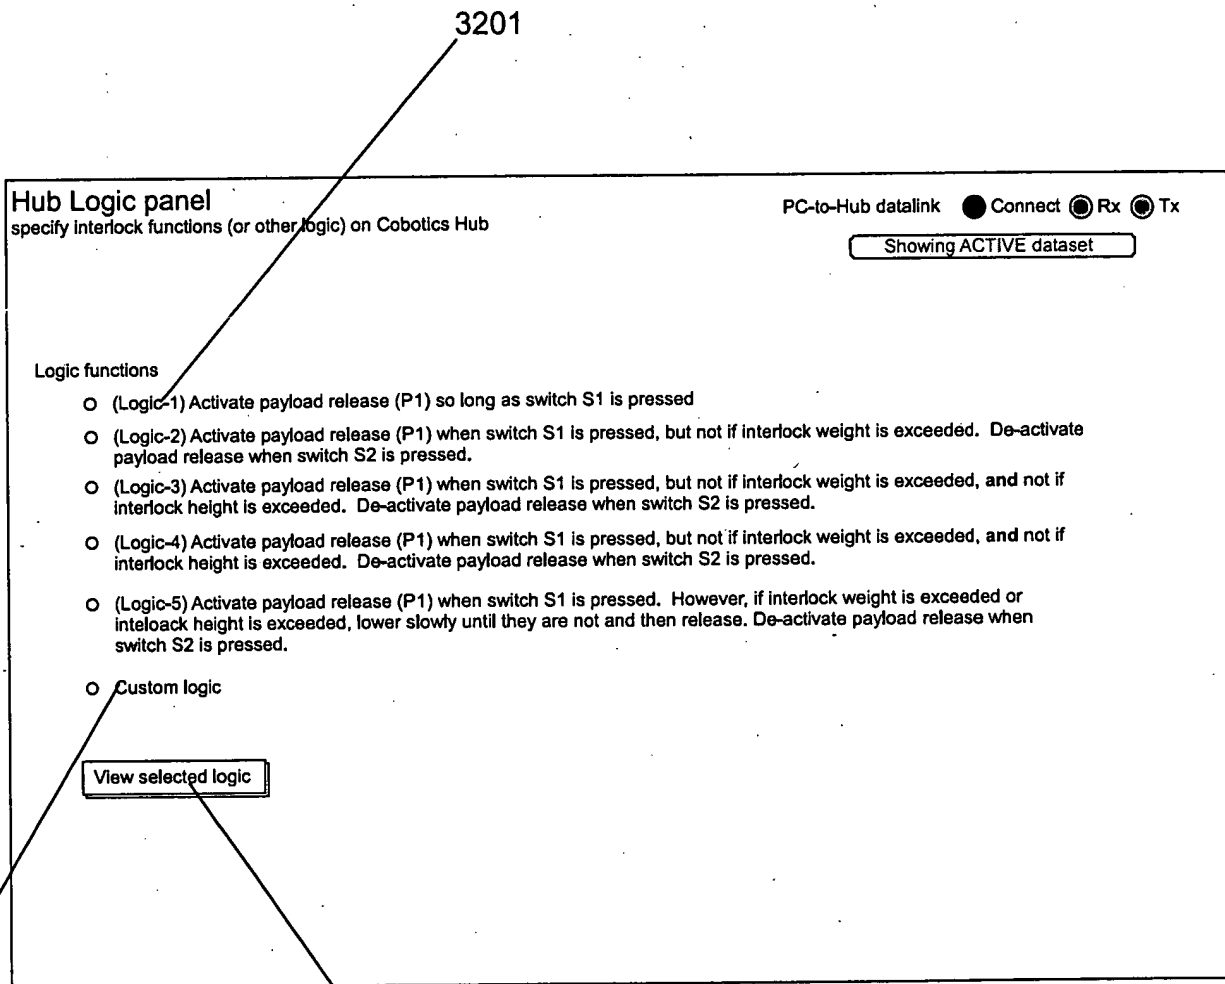 3201
Hub Logic panel
specify interlock functions (or other logic) on Cobotics Hub
PC-to-Hub datalink Connect Rx Tx
Showing ACTIVE dataset
Logic functions
(Logic-1) Activate payload release (P1) so long as switch S1 is pressed
(Logic-2) Activate payload release (P1) when switch S1 is pressed, but not if interlock weight is exceeded. De-activate
payload release when switch S2 is pressed.
(Logic-3) Activate payload release (P1) when switch S1 is pressed, but not if interlock weight is exceeded, and not if
interlock height is exceeded. De-activate payload release when switch S2 is pressed.
(Logic-4) Activate payload release (P1) when switch S1 is pressed, but not if interlock weight is exceeded, and not if
interlock height is exceeded. De-activate payload release when switch S2 is pressed.
(Logic-5) Activate payload release (P1) when switch S1 is pressed. However, if interlock weight is exceeded or
inteloack height is exceeded, lower slowly until they are not and then release. De-activate payload release when
switch S2 is pressed.
Custom logic
View selected logic